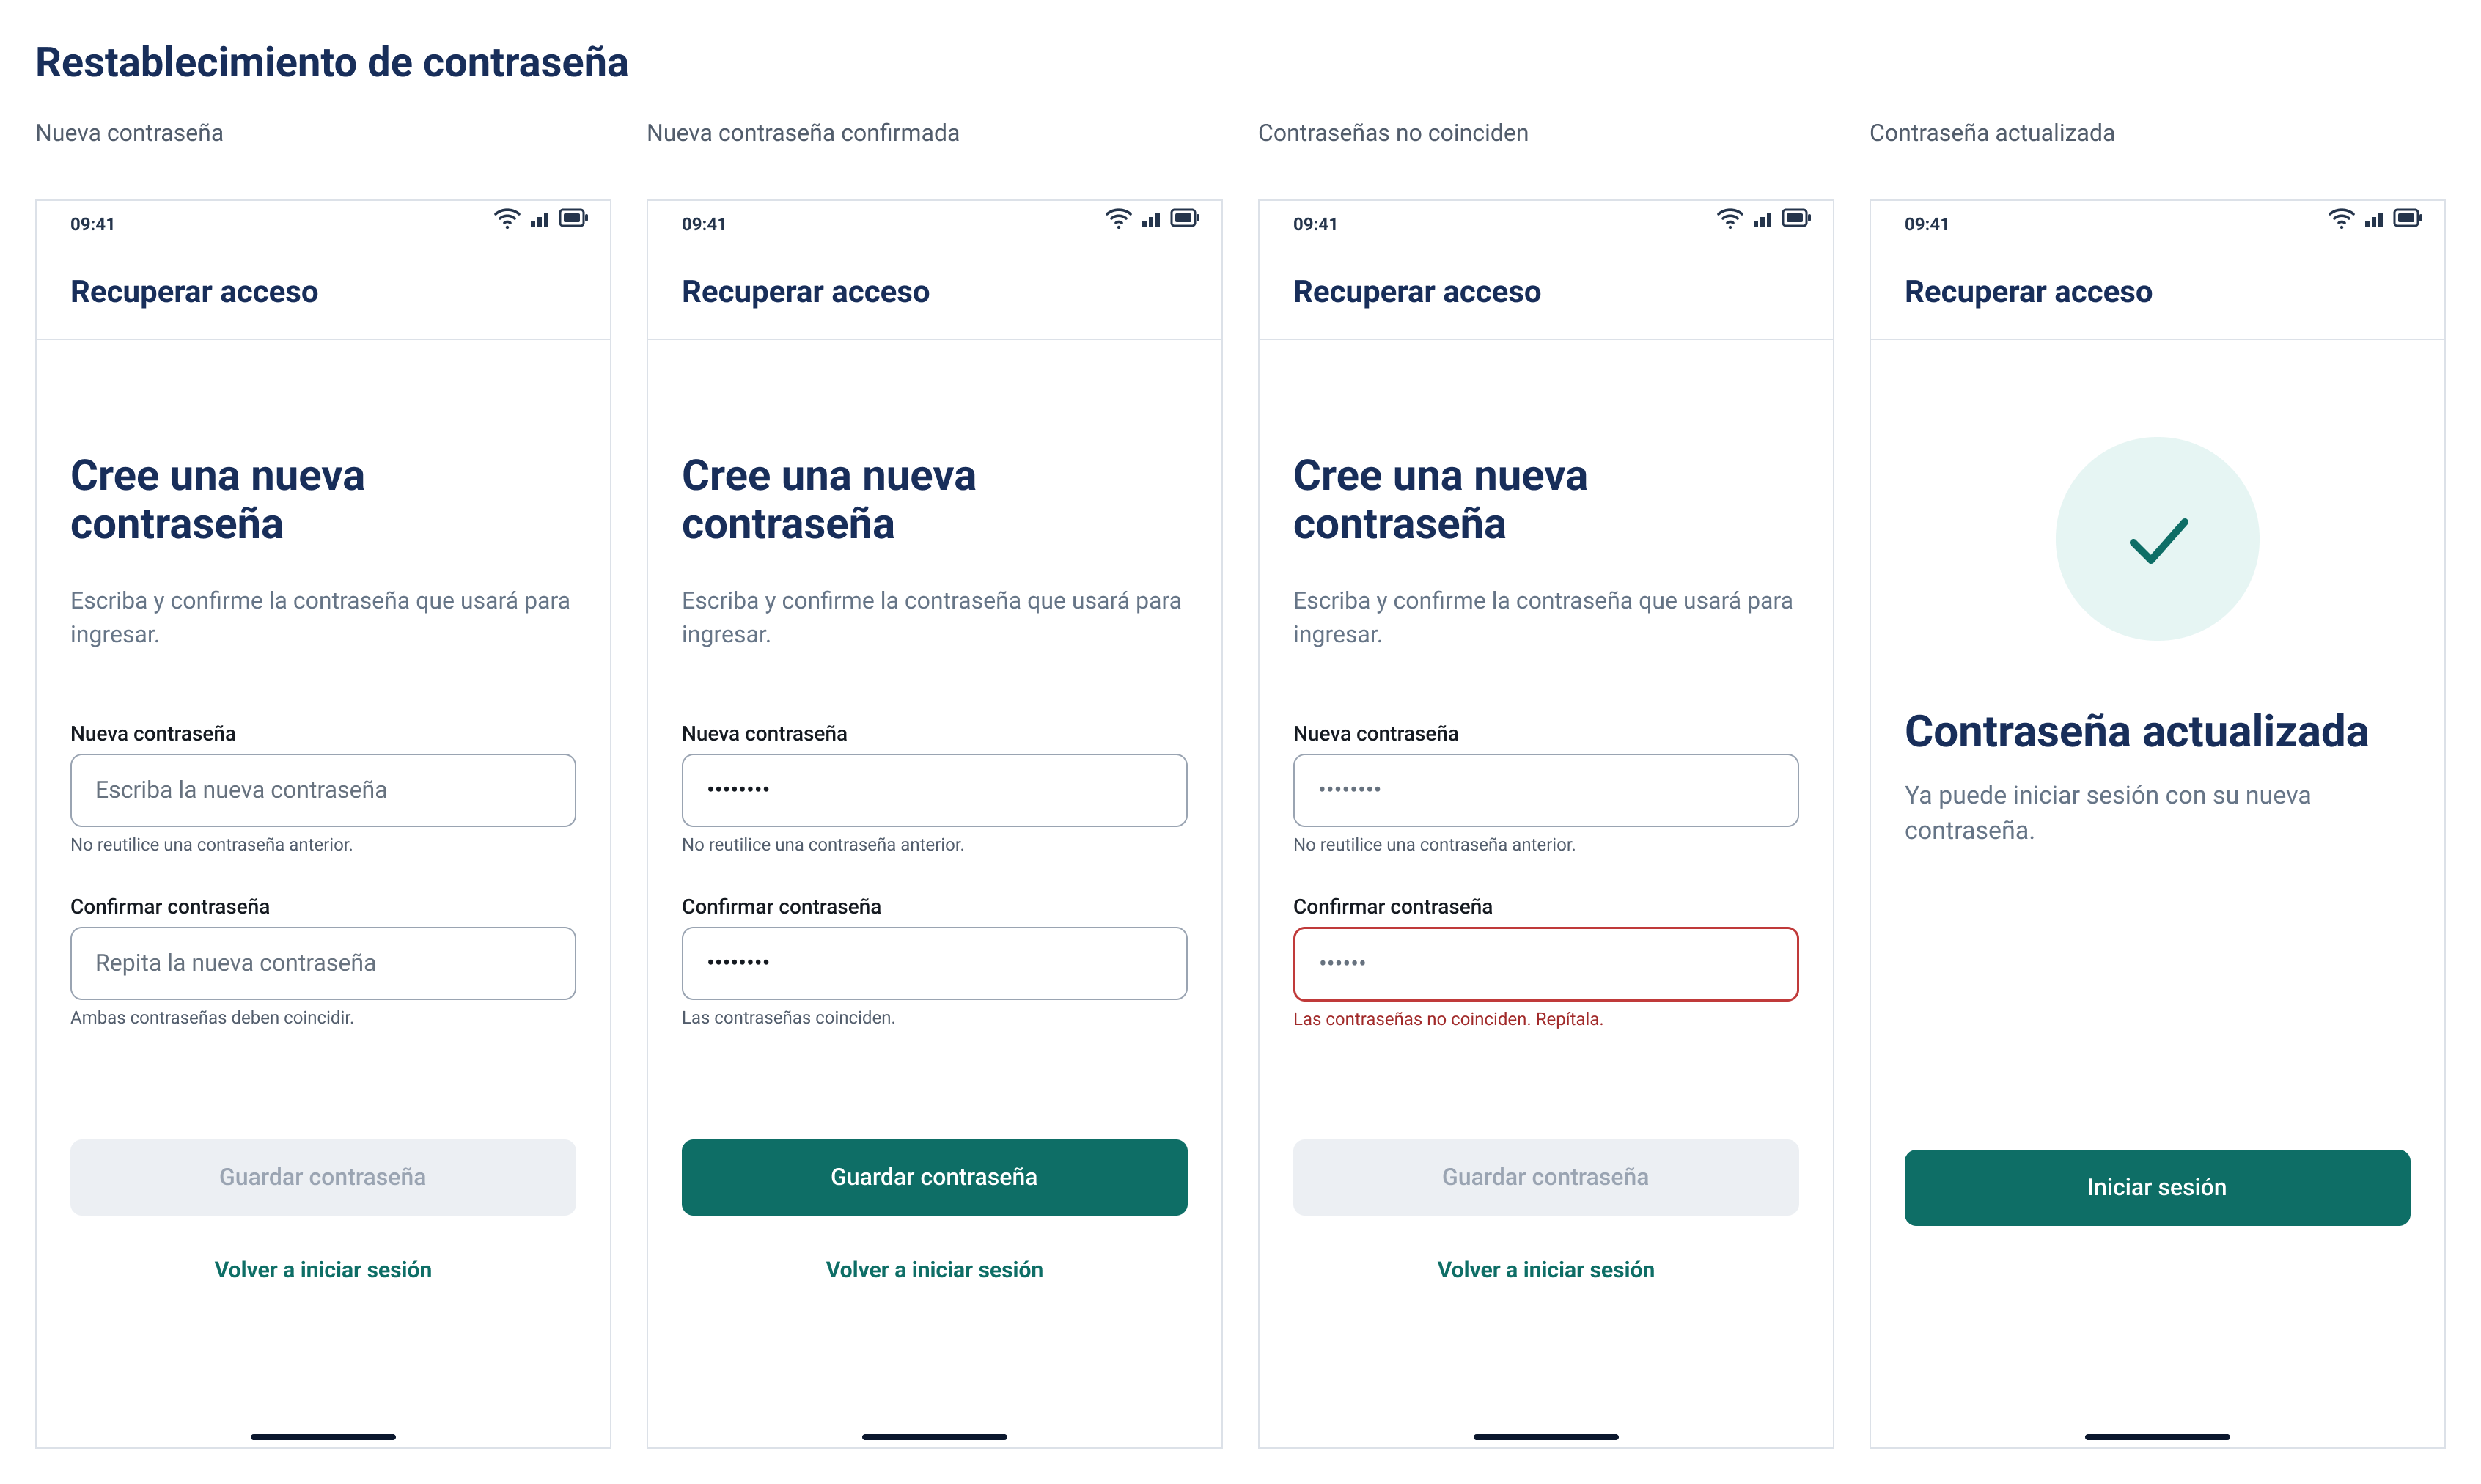 Restablecimiento de contraseña
Nueva contraseña
09:41
Recuperar acceso
Cree una nueva
contraseña
Escriba y confirme la contraseña que usará para
ingresar.
Nueva contraseña
Escriba la nueva contraseña
No reutilice una contraseña anterior.
Confirmar contraseña
Repita la nueva contraseña
Ambas contraseñas deben coincidir.
Guardar contraseña
Volver a iniciar sesión
Nueva contraseña confirmada
09:41
Recuperar acceso
Cree una nueva
contraseña
Escriba y confirme la contraseña que usará para
ingresar.
Nueva contraseña
••••••••
No reutilice una contraseña anterior.
Confirmar contraseña
••••••••
Las contraseñas coinciden.
Guardar contraseña
Volver a iniciar sesión
Contraseñas no coinciden
09:41
Recuperar acceso
Cree una nueva
contraseña
Escriba y confirme la contraseña que usará para
ingresar.
Nueva contraseña
••••••••
No reutilice una contraseña anterior.
Confirmar contraseña
••••••
Las contraseñas no coinciden. Repítala.
Guardar contraseña
Volver a iniciar sesión
Contraseña actualizada
09:41
Recuperar acceso
Contraseña actualizada
Ya puede iniciar sesión con su nueva
contraseña.
Iniciar sesión